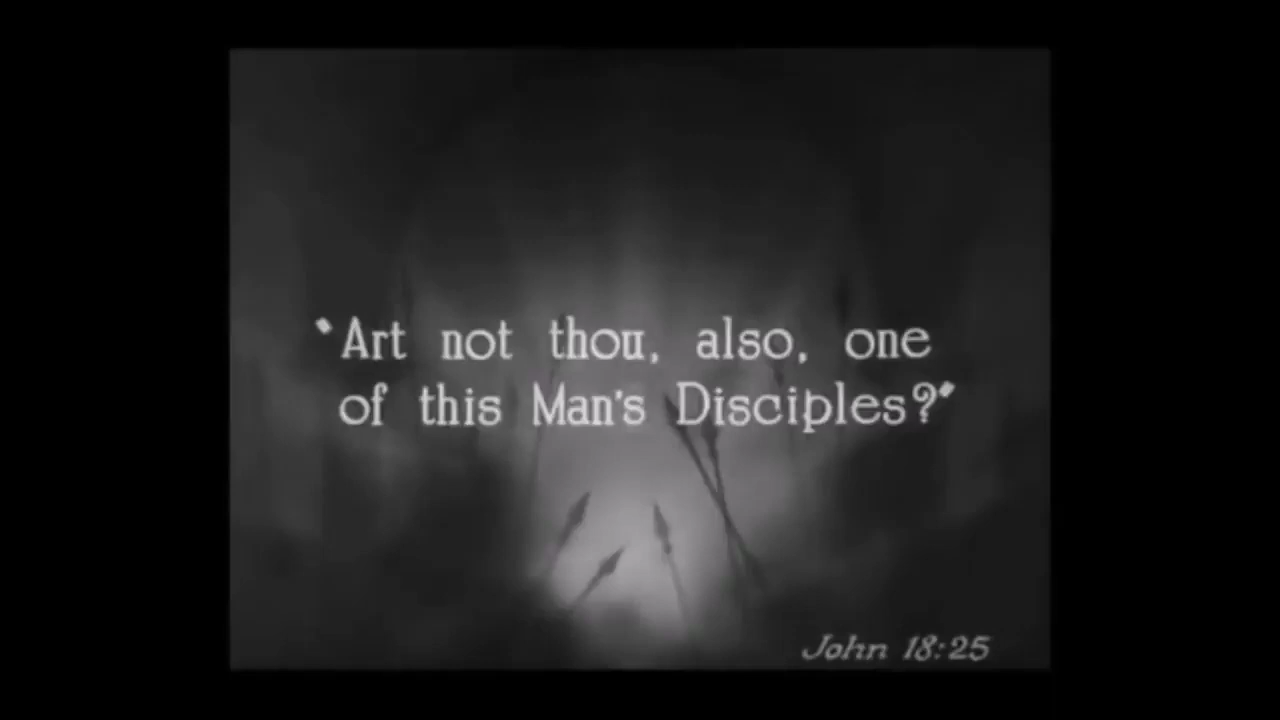 "Art not thou, also, one
of this Man's Disciples?"
John 18:25